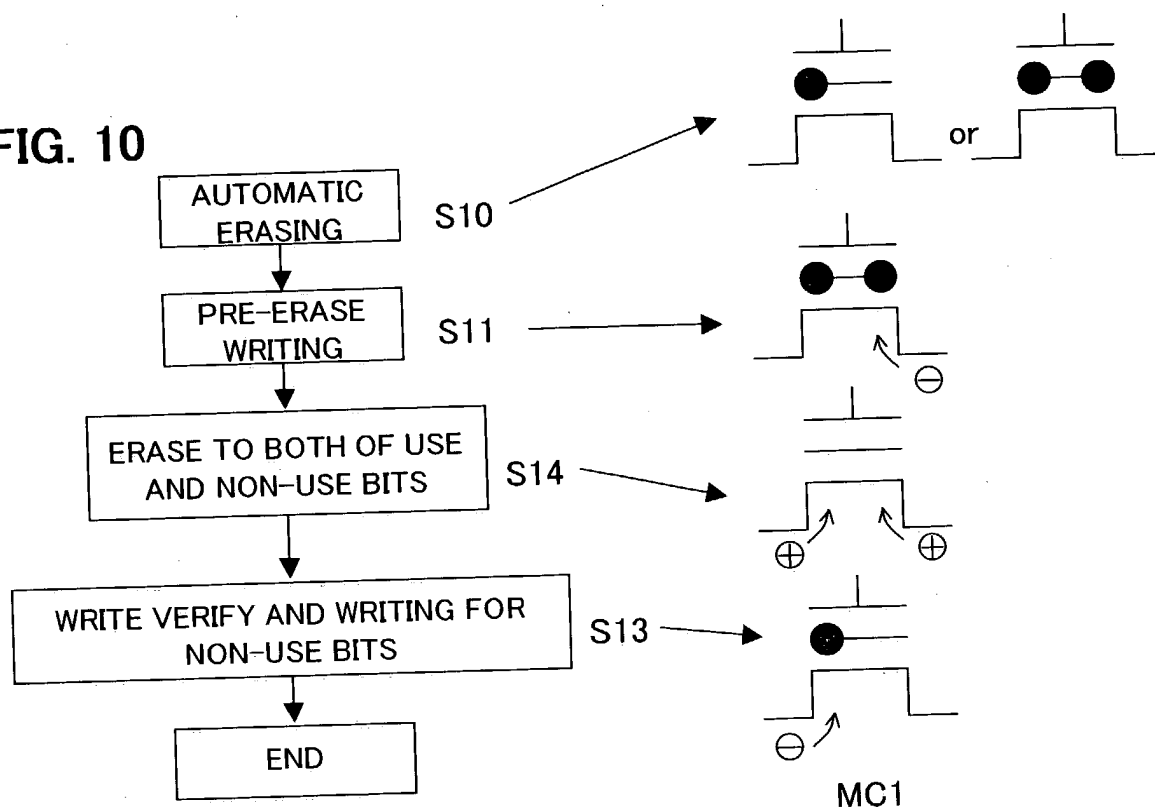 FIG. 10
AUTOMATIC
ERASING
S10
or
PRE-ERASE
WRITING
S11
⊖
ERASE TO BOTH OF USE
AND NON-USE BITS
S14
⊕ ⊕
WRITE VERIFY AND WRITING FOR
NON-USE BITS
S13
⊖
END
MC1